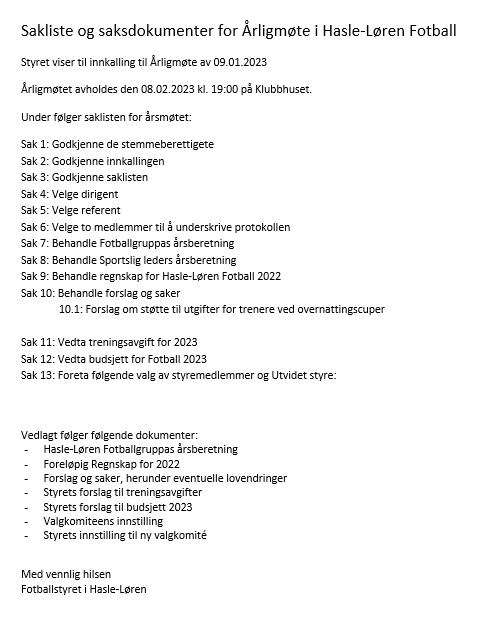 Sakliste og saksdokumenter for Årligmøte i Hasle-Løren Fotball
Styret viser til innkalling til Årligmøte av 09.01.2023
Årligmøtet avholdes den 08.02.2023 kl. 19:00 på Klubbhuset.
Under følger saklisten for årsmøtet:
Sak 1: Godkjenne de stemmeberettigete
Sak 2: Godkjenne innkallingen
Sak 3: Godkjenne saklisten
Sak 4: Velge dirigent
Sak 5: Velge referent
Sak 6: Velge to medlemmer til å underskrive protokollen
Sak 7: Behandle Fotballgruppas årsberetning
Sak 8: Behandle Sportslig leders årsberetning
Sak 9: Behandle regnskap for Hasle-Løren Fotball 2022
Sak 10: Behandle forslag og saker
10.1: Forslag om støtte til utgifter for trenere ved overnattingscuper
Sak 11: Vedta treningsavgift for 2023
Sak 12: Vedta budsjett for Fotball 2023
Sak 13: Foreta følgende valg av styremedlemmer og Utvidet styre:
Vedlagt følger følgende dokumenter:
- Hasle-Løren Fotballgruppas årsberetning
- Foreløpig Regnskap for 2022
- Forslag og saker, herunder eventuelle lovendringer
- Styrets forslag til treningsavgifter
- Styrets forslag til budsjett 2023
- Valgkomiteens innstilling
- Styrets innstilling til ny valgkomité
Med vennlig hilsen
Fotballstyret i Hasle-Løren